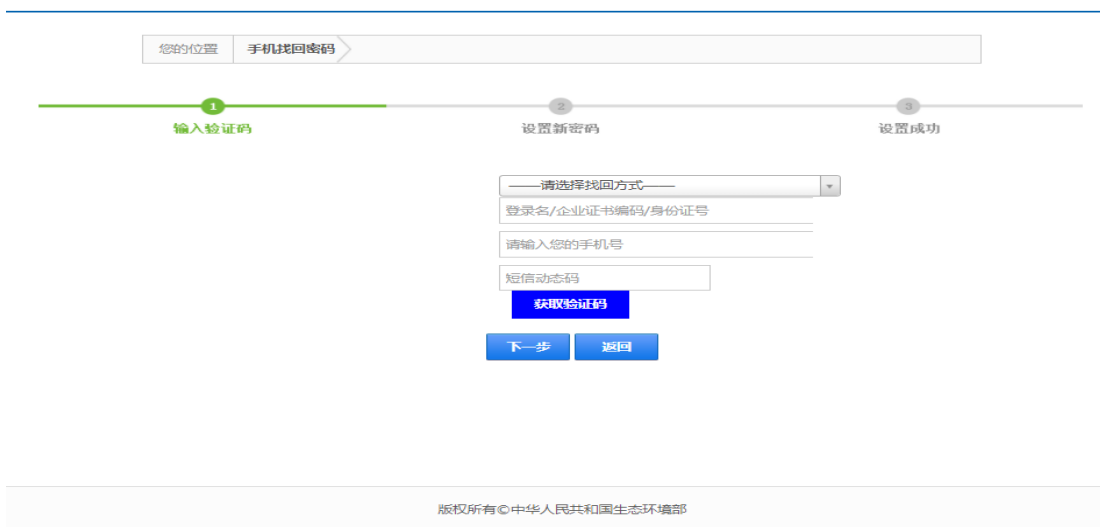 您的位置 手机找回密码
1 2 3
输入验证码 设置新密码 设置成功
——请选择找回方式——
登录名/企业证书编码/身份证号
请输入您的手机号
短信动态码
获取验证码
下一步 返回
版权所有©中华人民共和国生态环境部